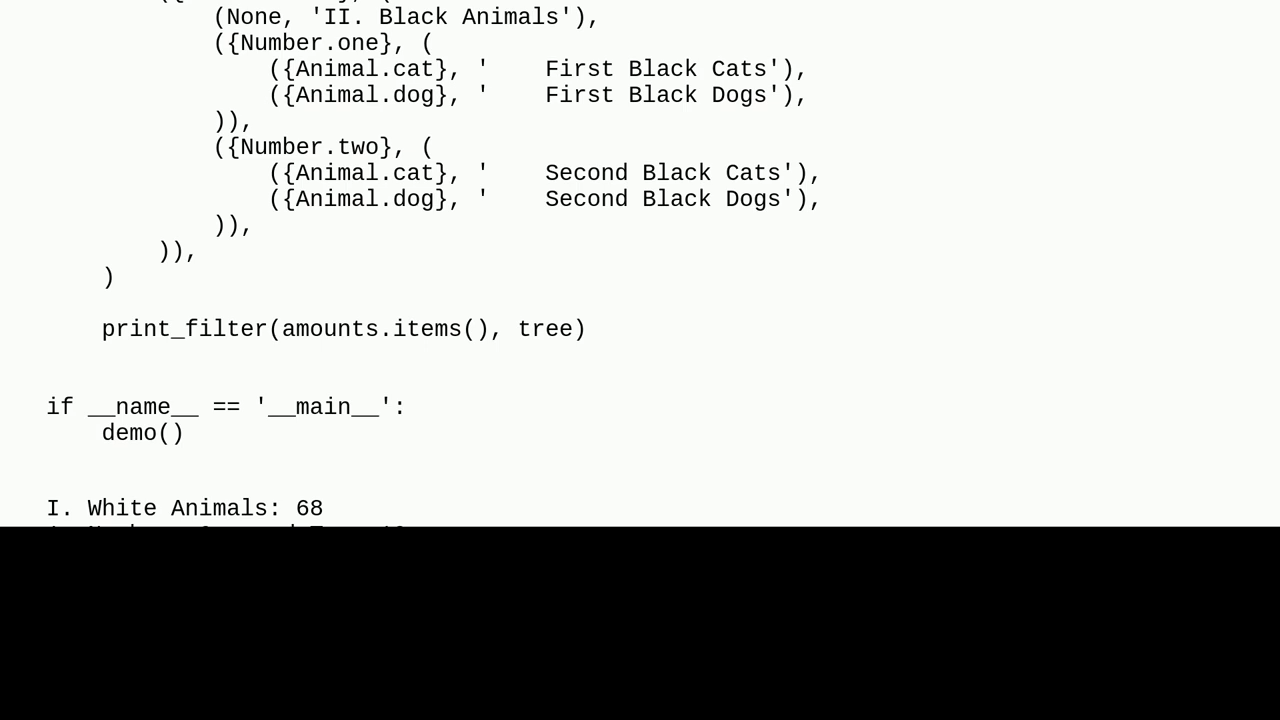 (None, 'II. Black Animals'),
({Number.one}, (
({Animal.cat}, '    First Black Cats'),
({Animal.dog}, '    First Black Dogs'),
)),
({Number.two}, (
({Animal.cat}, '    Second Black Cats'),
({Animal.dog}, '    Second Black Dogs'),
)),
)),
)
print_filter(amounts.items(), tree)
if __name__ == '__main__':
demo()
I. White Animals: 68